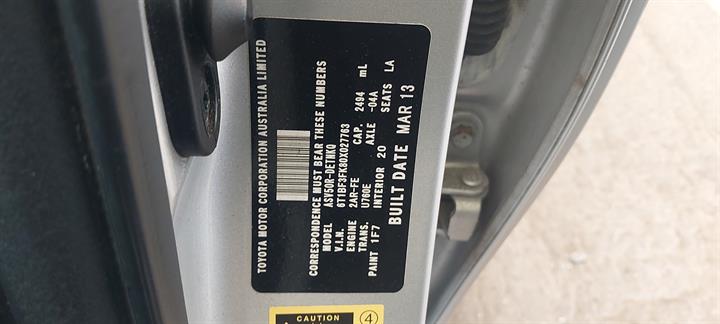 TOYOTA MOTOR CORPORATION AUSTRALIA LIMITED
CORRESPONDENCE MUST BEAR THESE NUMBERS
MODEL ASV50R-DETNKQ
V.I.N. 6T1BF3FK80X027763
ENGINE 2AR-FE CAP. 2494 mL
TRANS. U760E AXLE -04A
PAINT 1F7 INTERIOR 20 SEATS LA
BUILT DATE MAR 13
CAUTION
4